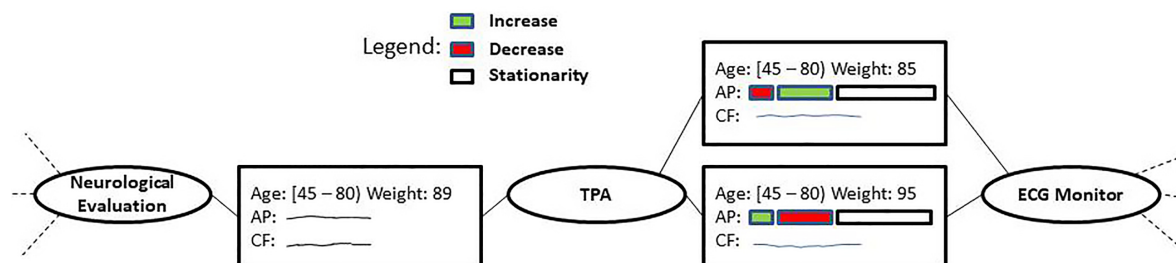 Legend:
Increase
Decrease
Stationarity
Neurological
Evaluation
Age: [45 – 80) Weight: 89
AP:
CF:
TPA
Age: [45 – 80) Weight: 85
AP:
CF:
Age: [45 – 80) Weight: 95
AP:
CF:
ECG Monitor